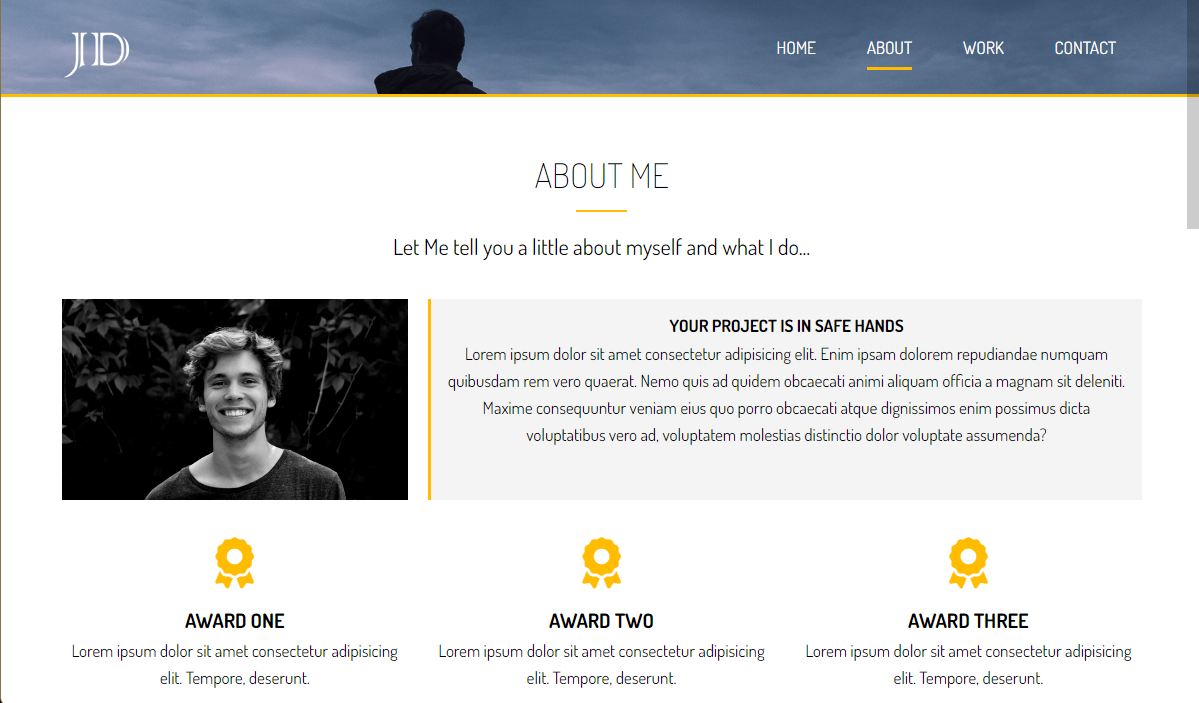 JD
HOME ABOUT WORK CONTACT
ABOUT ME
Let Me tell you a little about myself and what I do...
YOUR PROJECT IS IN SAFE HANDS
Lorem ipsum dolor sit amet consectetur adipisicing elit. Enim ipsam dolorem repudiandae numquam
quibusdam rem vero quaerat. Nemo quis ad quidem obcaecati animi aliquam officia a magnam sit deleniti.
Maxime consequuntur veniam eius quo porro obcaecati atque dignissimos enim possimus dicta
voluptatibus vero ad, voluptatem molestias distinctio dolor voluptate assumenda?
AWARD ONE
Lorem ipsum dolor sit amet consectetur adipisicing
elit. Tempore, deserunt.
AWARD TWO
Lorem ipsum dolor sit amet consectetur adipisicing
elit. Tempore, deserunt.
AWARD THREE
Lorem ipsum dolor sit amet consectetur adipisicing
elit. Tempore, deserunt.